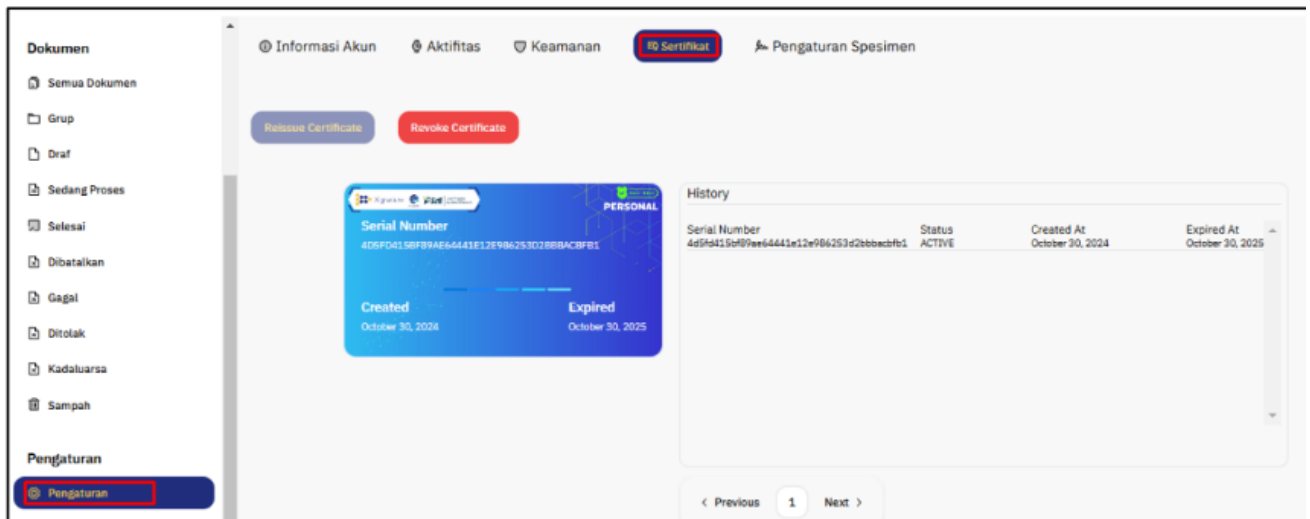 Dokumen
Semua Dokumen
Grup
Draf
Sedang Proses
Selesai
Dibatalkan
Gagal
Ditolak
Kadaluarsa
Sampah
Pengaturan
Pengaturan
Informasi Akun
Aktifitas
Keamanan
Sertifikat
Pengaturan Spesimen
Reissue Certificate
Revoke Certificate
PERSONAL
Serial Number
4D5FD415BFB9AE64441E12E986253D2BBBACBFB1
Created
Expired
October 30, 2024
October 30, 2025
History
Serial Number Status Created At Expired At
4d5fd415bf89ae64441e12e986253d2bbbacbfb1 ACTIVE October 30, 2024 October 30, 2025
Previous 1 Next